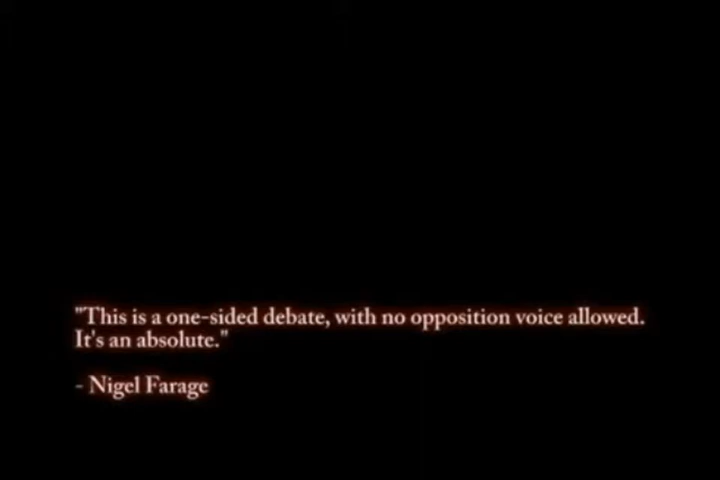 "This is a one-sided debate, with no opposition voice allowed.
It's an absolute."
- Nigel Farage